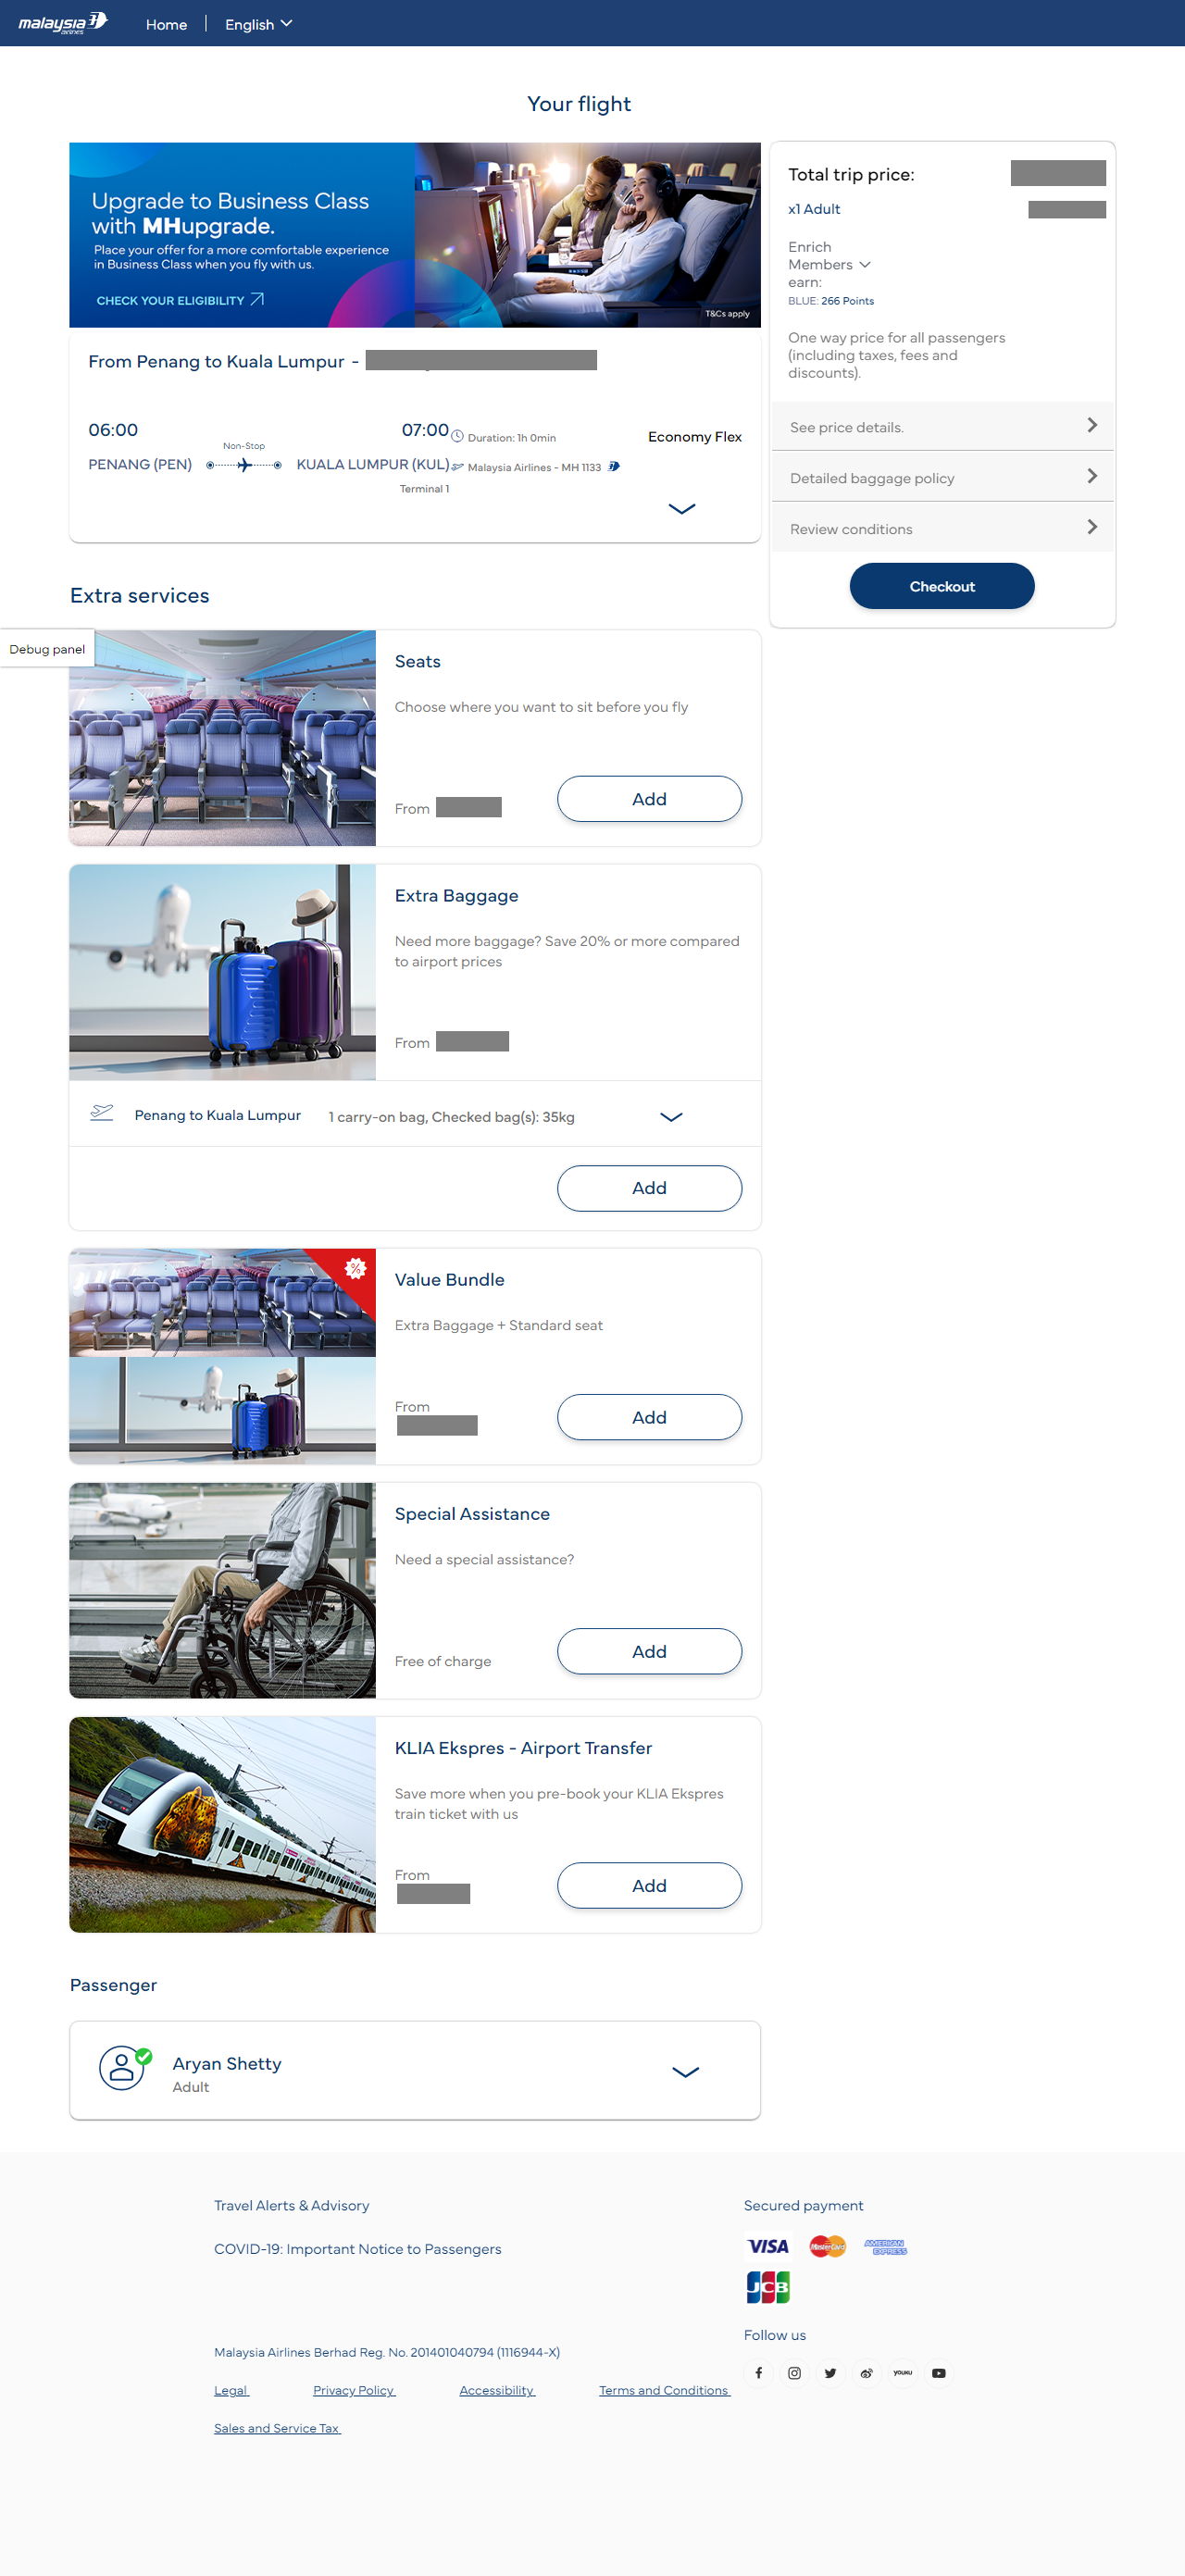 malaysia
airlines
Home
English
Your flight
Upgrade to Business Class
with MHupgrade.
Place your offer for a more comfortable experience
in Business Class when you fly with us.
CHECK YOUR ELIGIBILITY
T&Cs apply
From Penang to Kuala Lumpur -
06:00
07:00
Non-Stop
Duration: 1h 0min
Economy Flex
PENANG (PEN)
KUALA LUMPUR (KUL)
Malaysia Airlines - MH 1133
Terminal 1
Total trip price:
x1 Adult
Enrich
Members
earn:
BLUE: 266 Points
One way price for all passengers
(including taxes, fees and
discounts).
See price details.
Detailed baggage policy
Review conditions
Checkout
Extra services
Debug panel
Seats
Choose where you want to sit before you fly
From
Add
Extra Baggage
Need more baggage? Save 20% or more compared
to airport prices
From
Penang to Kuala Lumpur
1 carry-on bag, Checked bag(s): 35kg
Add
%
Value Bundle
Extra Baggage + Standard seat
From
Add
Special Assistance
Need a special assistance?
Free of charge
Add
KLIA Ekspres - Airport Transfer
Save more when you pre-book your KLIA Ekspres
train ticket with us
From
Add
Passenger
Aryan Shetty
Adult
Travel Alerts & Advisory
COVID-19: Important Notice to Passengers
Secured payment
VISA
MasterCard
AMERICAN
EXPRESS
JCB
Follow us
YOUKU
Malaysia Airlines Berhad Reg. No. 201401040794 (1116944-X)
Legal
Privacy Policy
Accessibility
Terms and Conditions
Sales and Service Tax